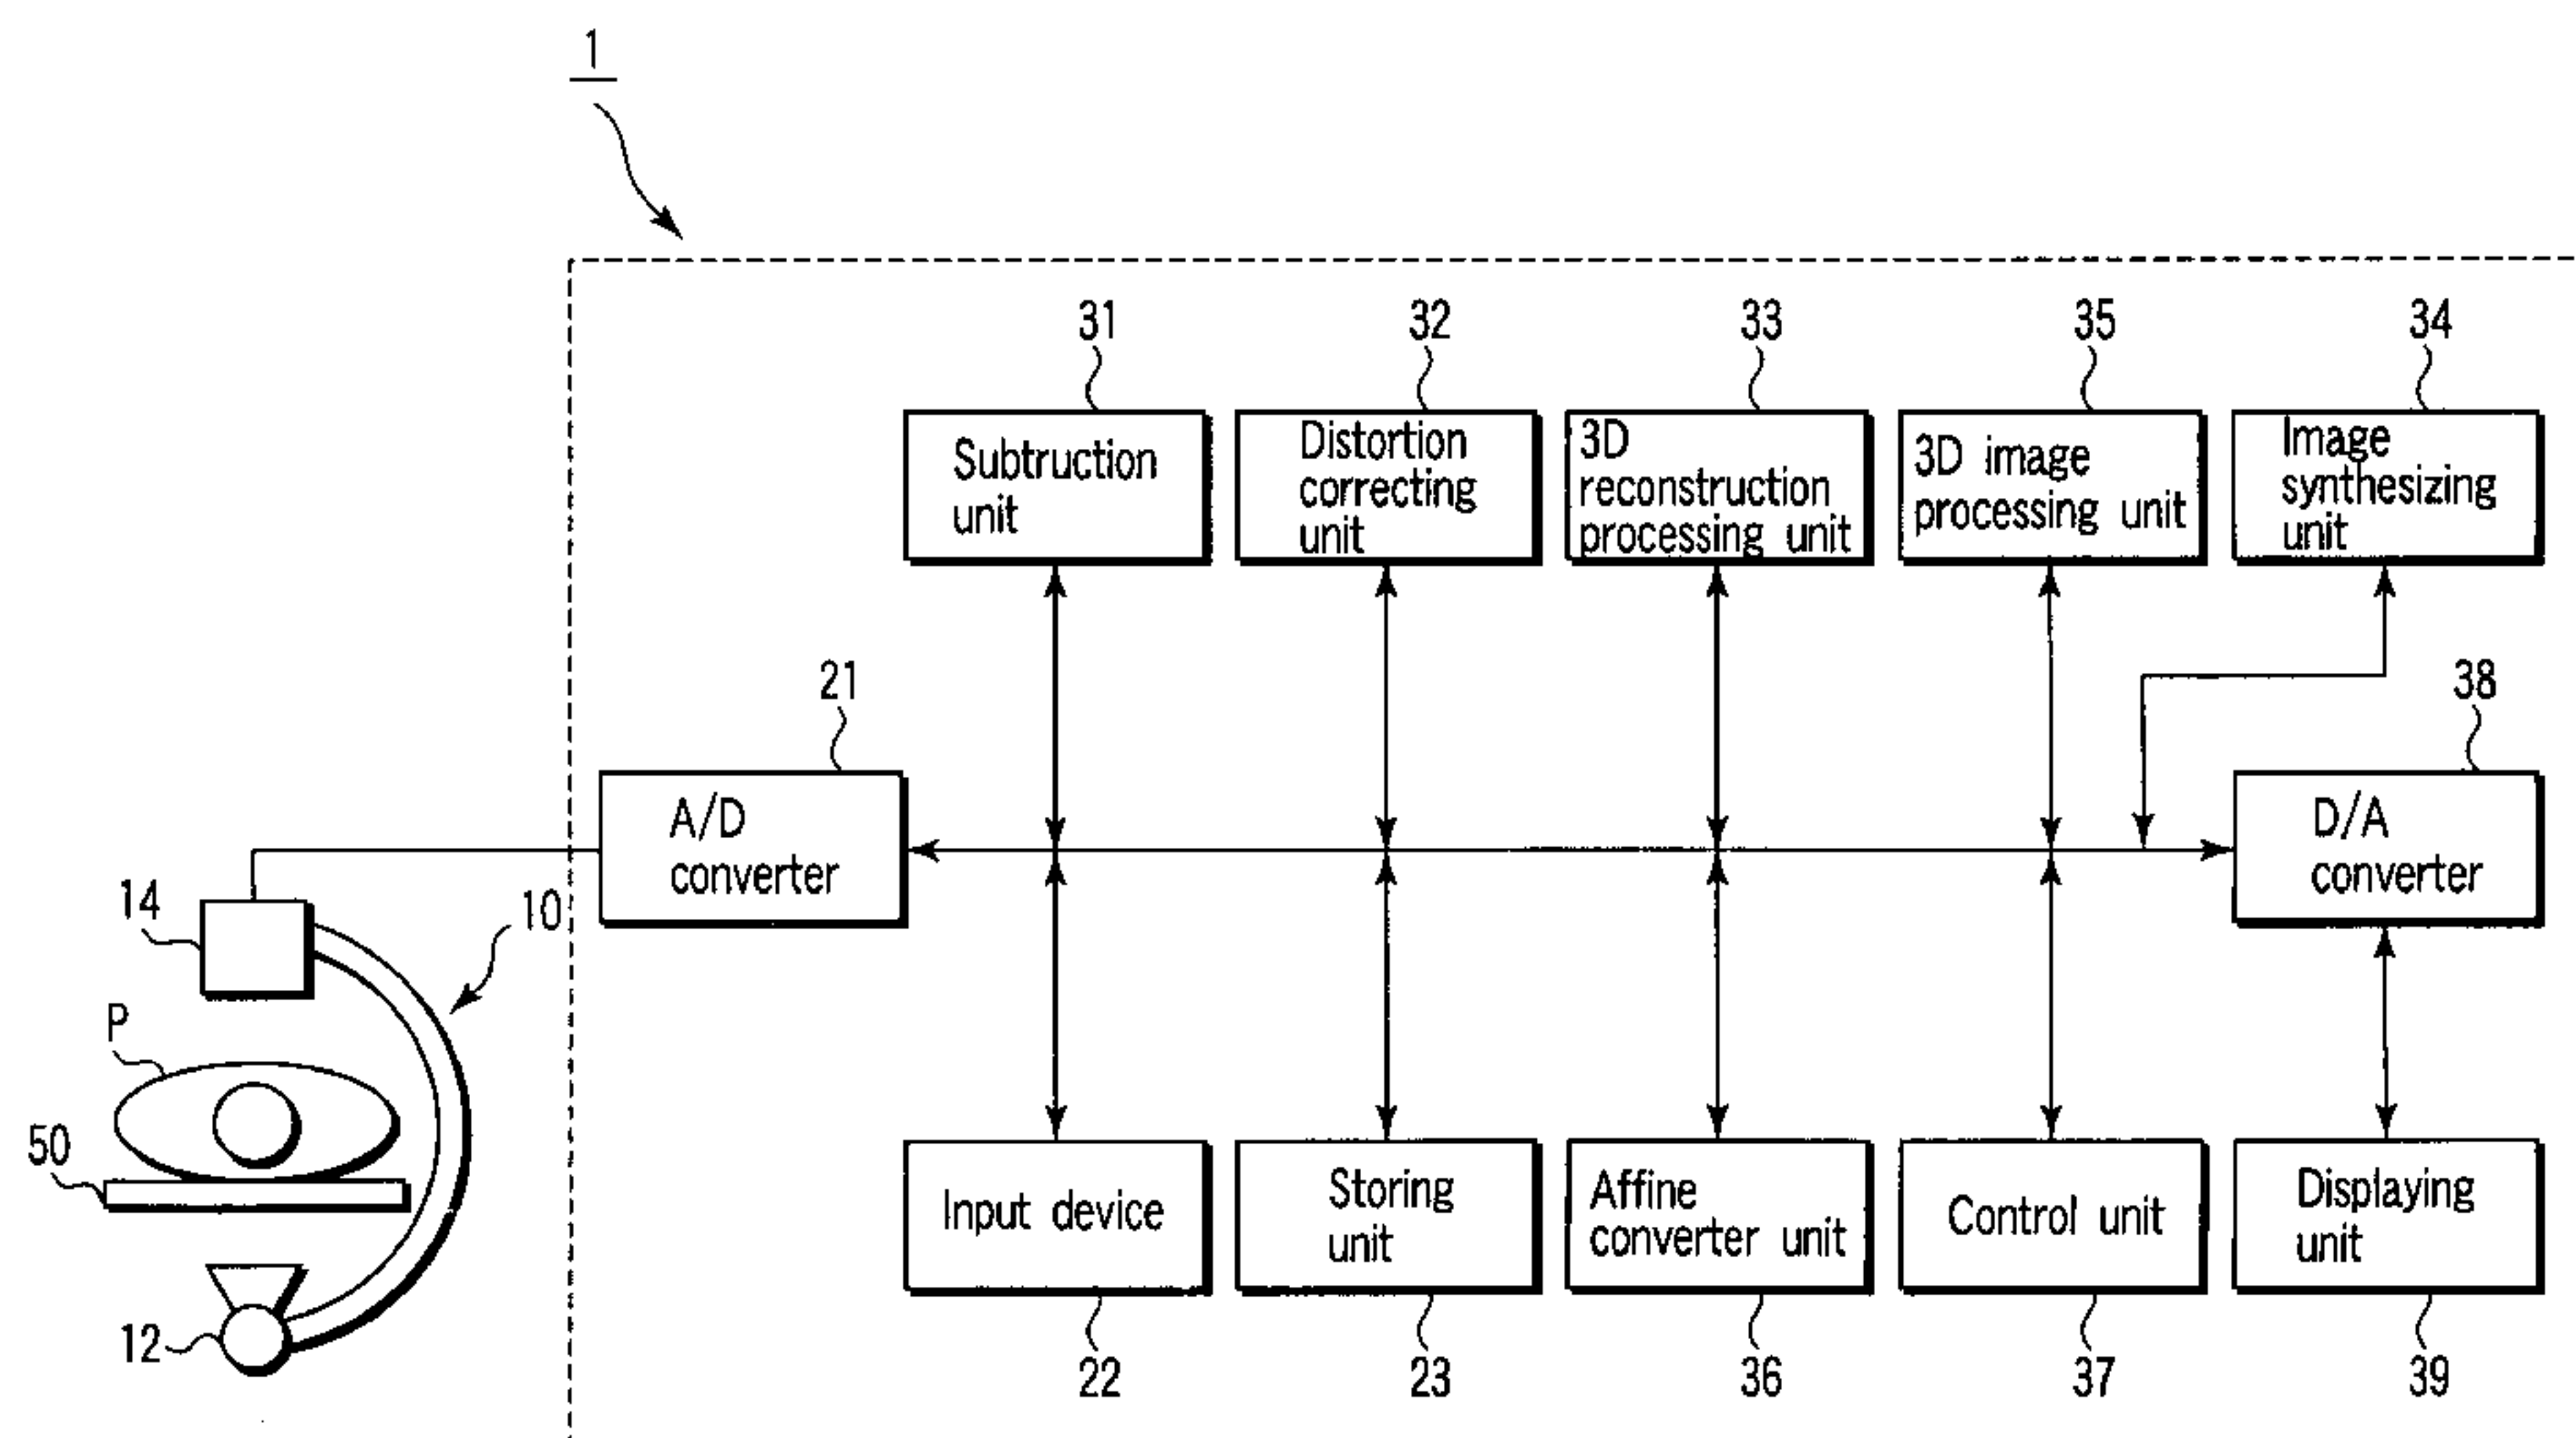 1
31
32
33
35
34
Subtruction
unit
Distortion
correcting
unit
3D
reconstruction
processing unit
3D image
processing unit
Image
synthesizing
unit
21
38
A/D
converter
D/A
converter
14
10
P
50
12
Input device
Storing
unit
Affine
converter unit
Control unit
Displaying
unit
22
23
36
37
39